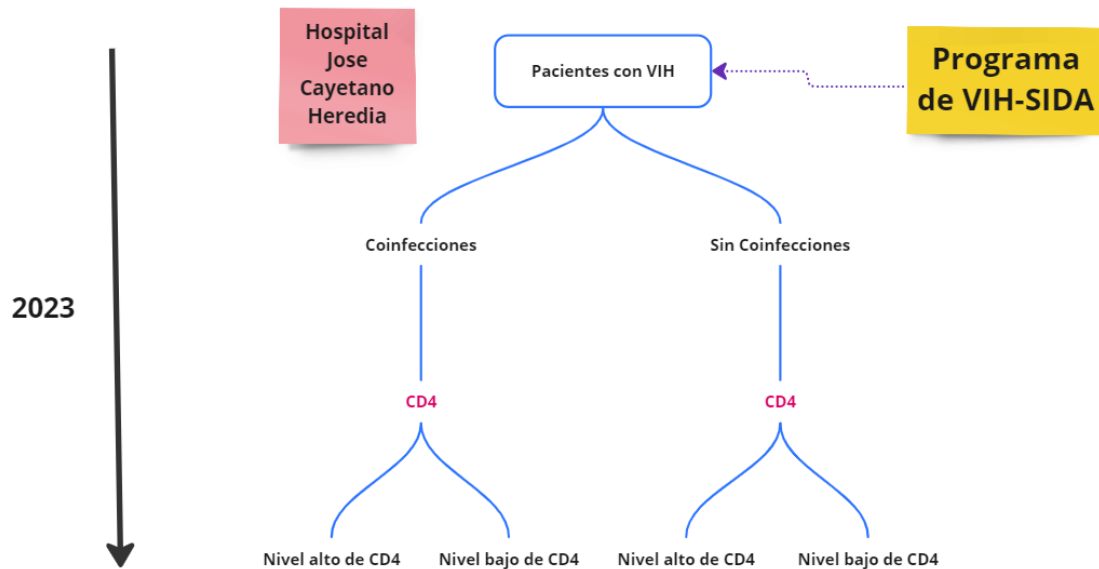 Hospital
Jose
Cayetano
Heredia
Pacientes con VIH
Programa
de VIH-SIDA
Coinfecciones
Sin Coinfecciones
2023
CD4
CD4
Nivel alto de CD4
Nivel bajo de CD4
Nivel alto de CD4
Nivel bajo de CD4